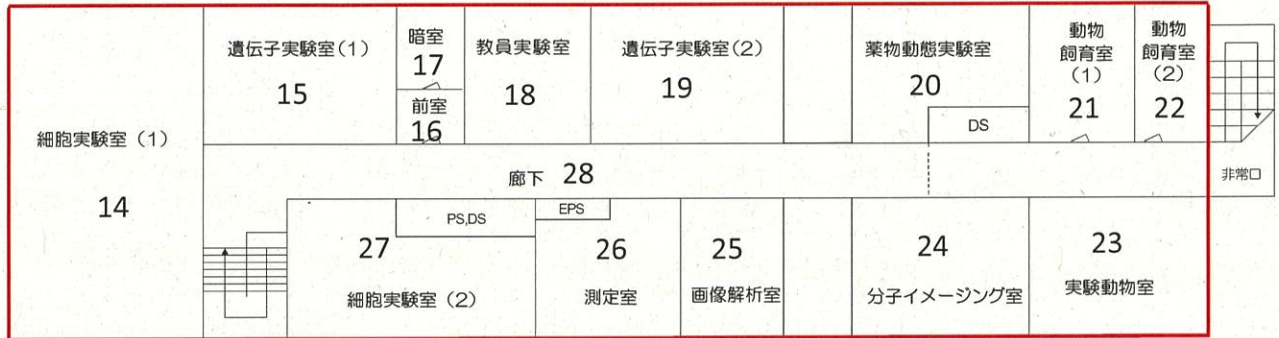 遺伝子実験室(1)
15
暗室
17
前室
16
教員実験室
18
遺伝子実験室(2)
19
薬物動態実験室
20
DS
動物
飼育室
(1)
21
動物
飼育室
(2)
22
細胞実験室(1)
14
廊下 28
非常口
PS,DS
EPS
27
細胞実験室(2)
26
測定室
25
画像解析室
24
分子イメージング室
23
実験動物室